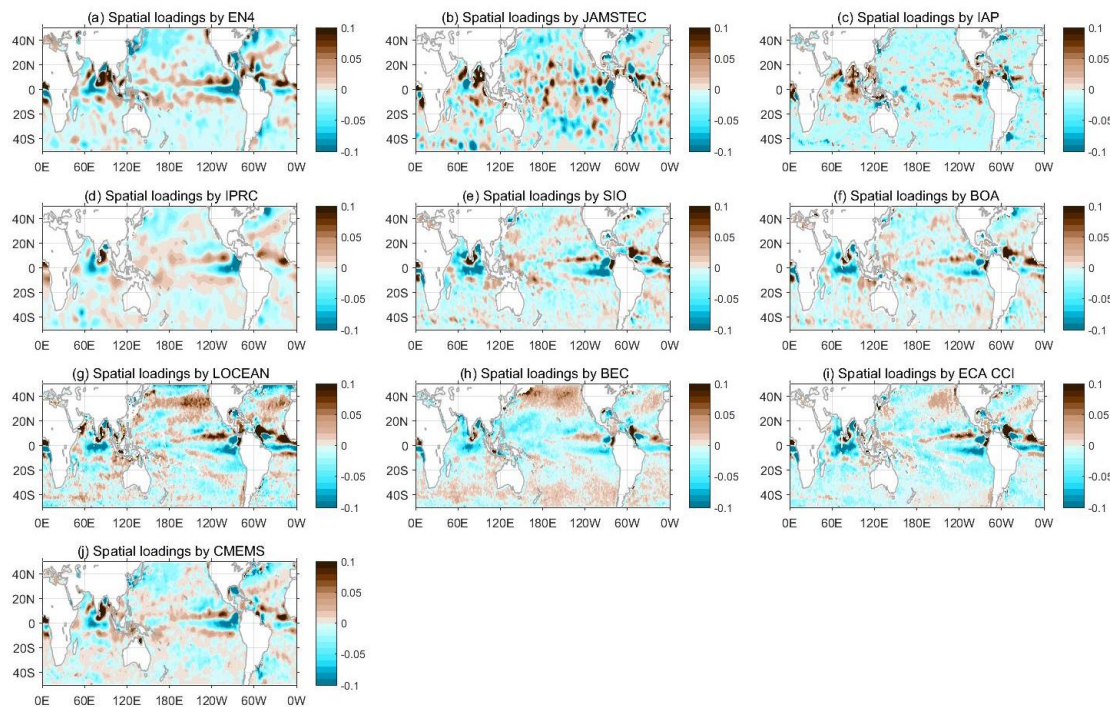 (a) Spatial loadings by EN4
40N
20N
0
20S
40S
0E 60E 120E 180E 120W 60W 0W
0.1
0.05
0
-0.05
-0.1
(b) Spatial loadings by JAMSTEC
40N
20N
0
20S
40S
0E 60E 120E 180E 120W 60W 0W
0.1
0.05
0
-0.05
-0.1
(c) Spatial loadings by IAP
40N
20N
0
20S
40S
0E 60E 120E 180E 120W 60W 0W
0.1
0.05
0
-0.05
-0.1
(d) Spatial loadings by IPRC
40N
20N
0
20S
40S
0E 60E 120E 180E 120W 60W 0W
0.1
0.05
0
-0.05
-0.1
(e) Spatial loadings by SIO
40N
20N
0
20S
40S
0E 60E 120E 180E 120W 60W 0W
0.1
0.05
0
-0.05
-0.1
(f) Spatial loadings by BOA
40N
20N
0
20S
40S
0E 60E 120E 180E 120W 60W 0W
0.1
0.05
0
-0.05
-0.1
(g) Spatial loadings by LOCEAN
40N
20N
0
20S
40S
0E 60E 120E 180E 120W 60W 0W
0.1
0.05
0
-0.05
-0.1
(h) Spatial loadings by BEC
40N
20N
0
20S
40S
0E 60E 120E 180E 120W 60W 0W
0.1
0.05
0
-0.05
-0.1
(i) Spatial loadings by ECA CCI
40N
20N
0
20S
40S
0E 60E 120E 180E 120W 60W 0W
0.1
0.05
0
-0.05
-0.1
(j) Spatial loadings by CMEMS
40N
20N
0
20S
40S
0E 60E 120E 180E 120W 60W 0W
0.1
0.05
0
-0.05
-0.1